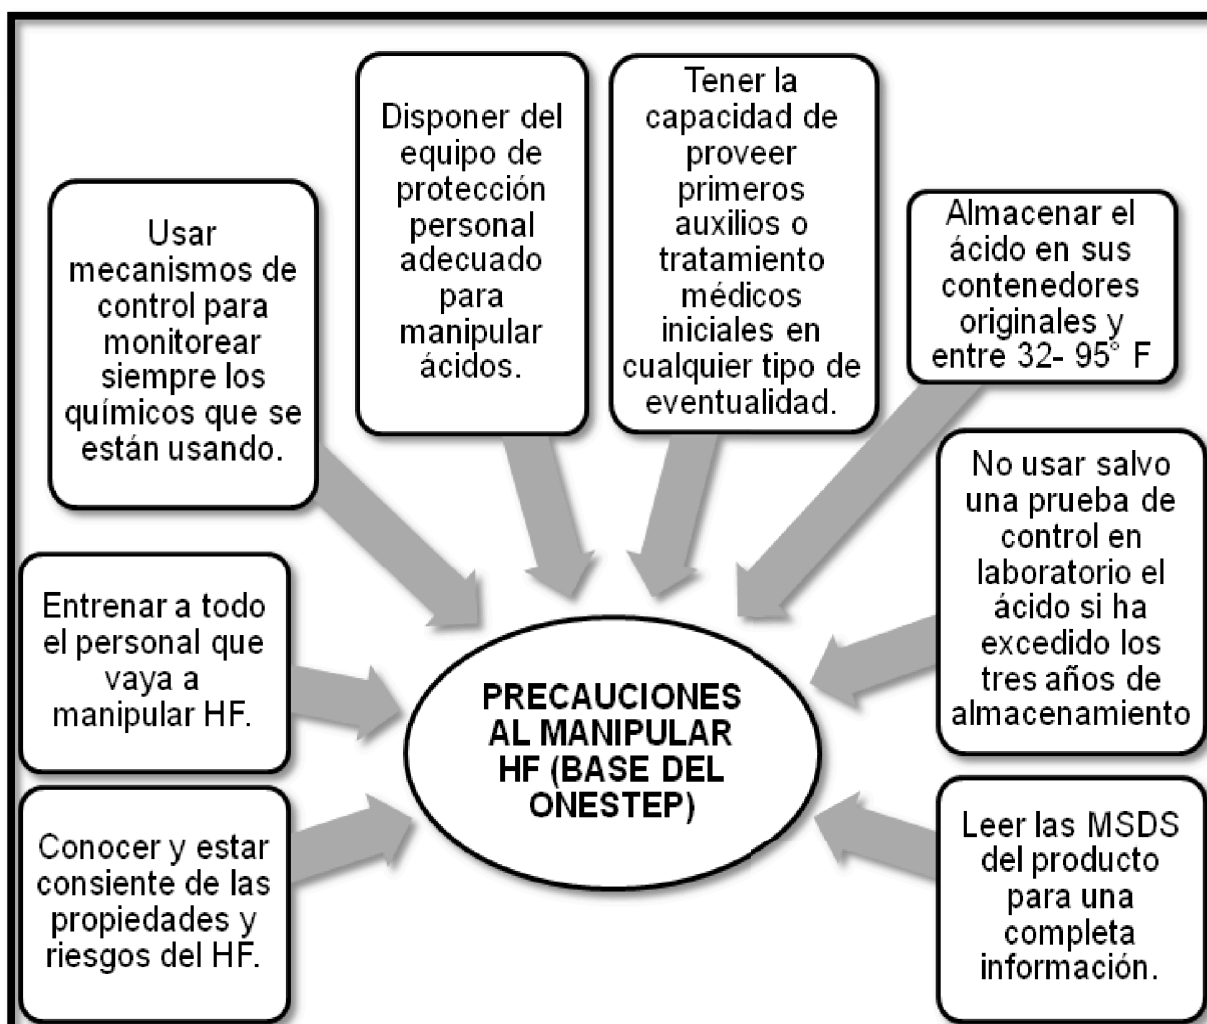 Conocer y estar
consiente de las
propiedades y
riesgos del HF.
Entrenar a todo
el personal que
vaya a
manipular HF.
Usar
mecanismos de
control para
monitorear
siempre los
químicos que se
están usando.
Disponer del
equipo de
protección
personal
adecuado
para
manipular
ácidos.
Tener la
capacidad de
proveer
primeros
auxilios o
tratamiento
médicos
iniciales en
cualquier tipo de
eventualidad.
Almacenar el
ácido en sus
contenedores
originales y
entre 32- 95° F
No usar salvo
una prueba de
control en
laboratorio el
ácido si ha
excedido los
tres años de
almacenamiento
Leer las MSDS
del producto
para una
completa
información.
PRECAUCIONES
AL MANIPULAR
HF (BASE DEL
ONESTEP)